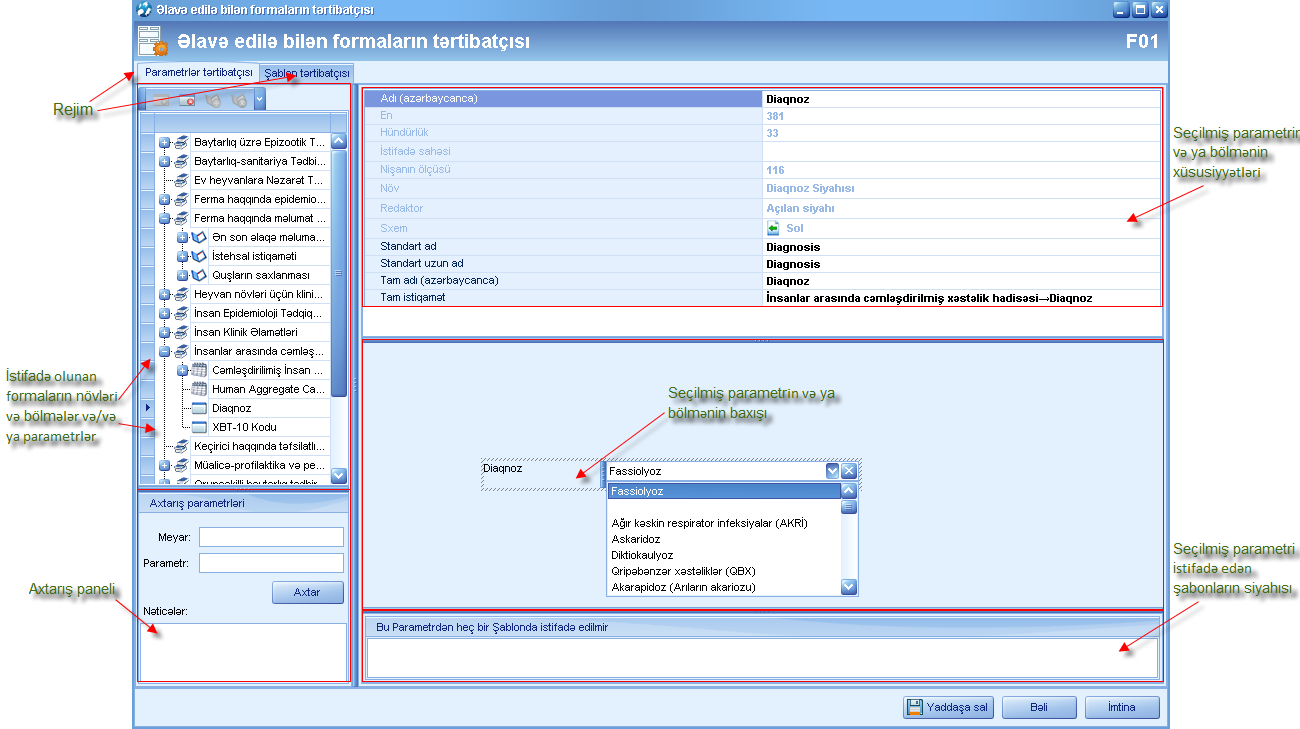 Əlavə edilə bilən formaların tərtibatçısı
Əlavə edilə bilən formaların tərtibatçısı
F01
Parametrlər tərtibatçısı
Şablon tərtibatçısı
Rejim
Baytarlıq üzrə Epizootik T...
Baytarlıq-sanitariya Tədbi...
Ev heyvanlara Nəzarət T...
Ferma haqqında epidemio...
Ferma haqqında məlumat ...
Ən son əlaqə məluma...
İstehsal istiqaməti
Quşların saxlanması
Heyvan növləri üçün klini...
İnsan Epidemioloji Tədqiq...
İnsan Klinik Əlamətləri
İnsanlar arasında cəmləş...
Cəmləşdirilmiş İnsan ...
Human Aggregate Ca...
Diaqnoz
XBT-10 Kodu
Keçirici haqqında təfsilatlı...
Müalicə-profilaktika və pe...
İstifadə olunan
formaların növləri
və bölmələr və/və
ya parametrlər
Axtarış parametrləri
Meyar:
Parametr:
Axtar
Nəticələr:
Axtarış paneli
Adı (azərbaycanca) Diaqnoz
En 381
Hündürlük 33
İstifadə sahəsi
Nişanın ölçüsü 116
Növ Diaqnoz Siyahısı
Redaktor Açılan siyahı
Sxem Sol
Standart ad Diagnosis
Standart uzun ad Diagnosis
Tam adı (azərbaycanca) Diaqnoz
Tam istiqamət İnsanlar arasında cəmləşdirilmiş xəstəlik hadisəsi→Diaqnoz
Seçilmiş parametrin
və ya bölmənin
xüsusiyyətləri
Seçilmiş parametrin və ya
bölmənin baxışı
Diaqnoz
Fassiolyoz
Fassiolyoz
Ağır kəskin respirator infeksiyalar (AKRİ)
Askaridoz
Diktiokaulyoz
Qripəbənzər xəstəliklər (QBX)
Akarapidoz (Arıların akariozu)
Seçilmiş parametri
istifadə edən
şabonların siyahısı
Bu Parametrdən heç bir Şablonda istifadə edilmir
Yaddaşa sal
Bəli
İmtina